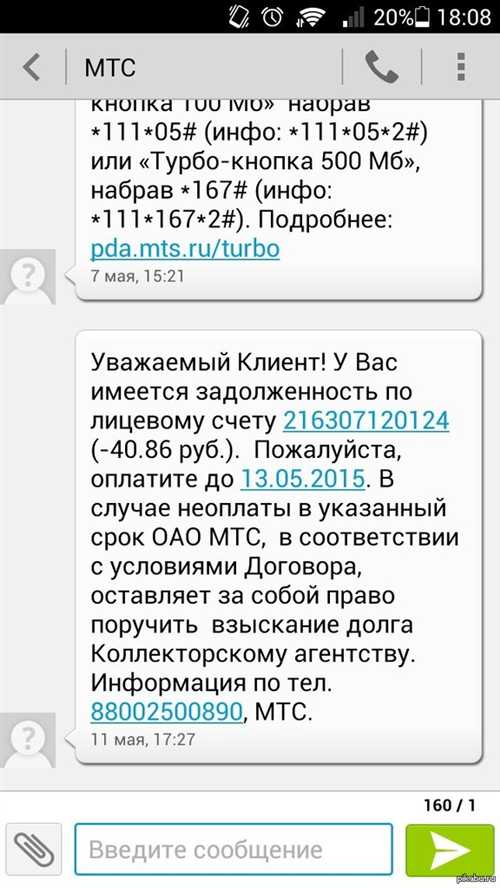 20% 18:08
МТС
кнопка 100 Мб» набрав
*111*05# (инфо: *111*05*2#)
или «Турбо-кнопка 500 Мб»,
набрав *167# (инфо:
*111*167*2#). Подробнее:
pda.mts.ru/turbo
7 мая, 15:21
Уважаемый Клиент! У Вас
имеется задолженность по
лицевому счету 216307120124
(-40.86 руб.).  Пожалуйста,
оплатите до 13.05.2015. В
случае неоплаты в указанный
срок ОАО МТС,  в соответствии
с условиями Договора,
оставляет за собой право
поручить  взыскание долга
Коллекторскому агентству.
Информация по тел.
88002500890, МТС.
11 мая, 17:27
160 / 1
Введите сообщение
pikabu.ru